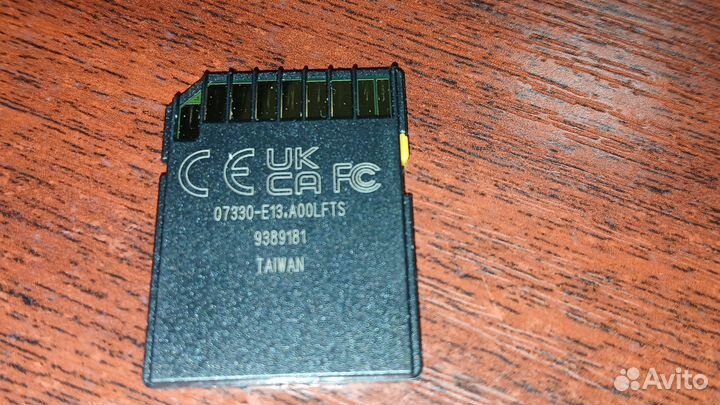 CE UK CA FC
07330-E13.A00LFTS
9389181
TAIWAN
Avito